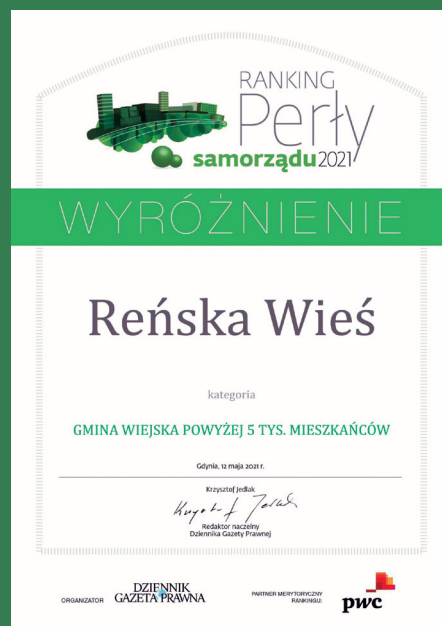 RANKING
Perły
samorządu2021
WYRÓŻNIENIE
Reńska Wieś
kategoria
GMINA WIEJSKA POWYŻEJ 5 TYS. MIESZKAŃCÓW
Gdynia, 12 maja 2021 r.
Krzysztof Jedlak
Redaktor naczelny
Dziennika Gazety Prawnej
ORGANIZATOR
DZIENNIK
GAZETA PRAWNA
PARTNER MERYTORYCZNY
RANKINGU:
pwc